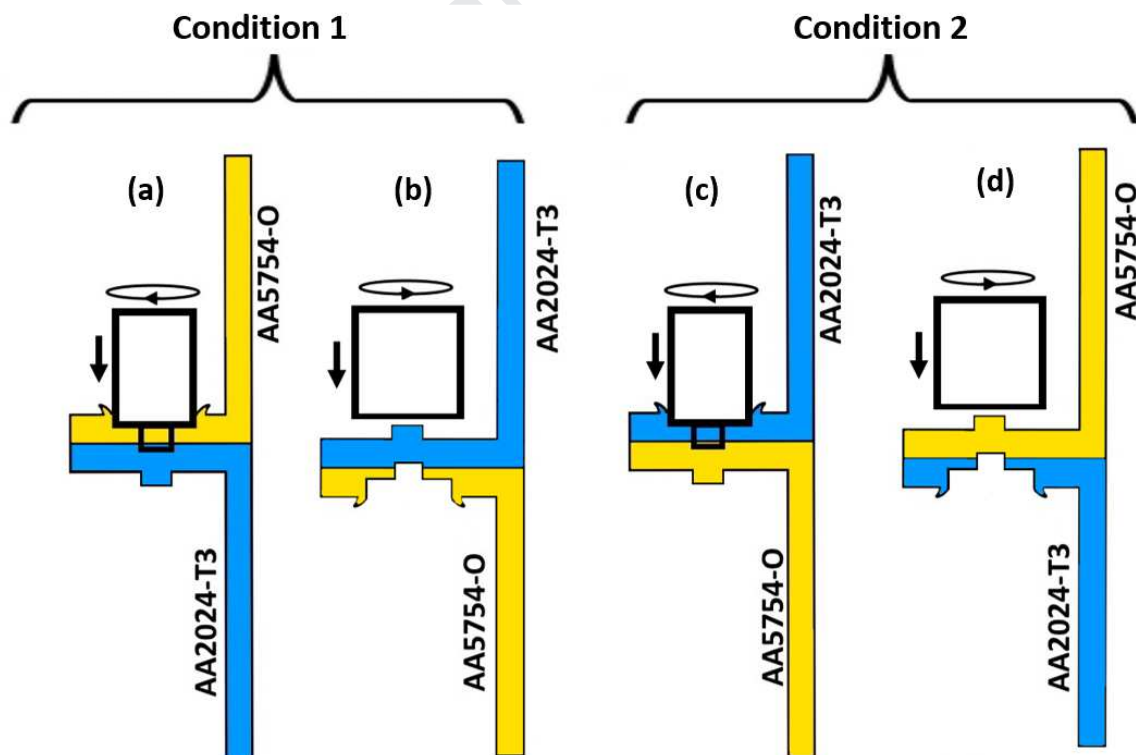 Condition 1
Condition 2
(a)
(b)
(c)
(d)
AA5754-O
AA2024-T3
AA2024-T3
AA5754-O
AA2024-T3
AA5754-O
AA5754-O
AA2024-T3